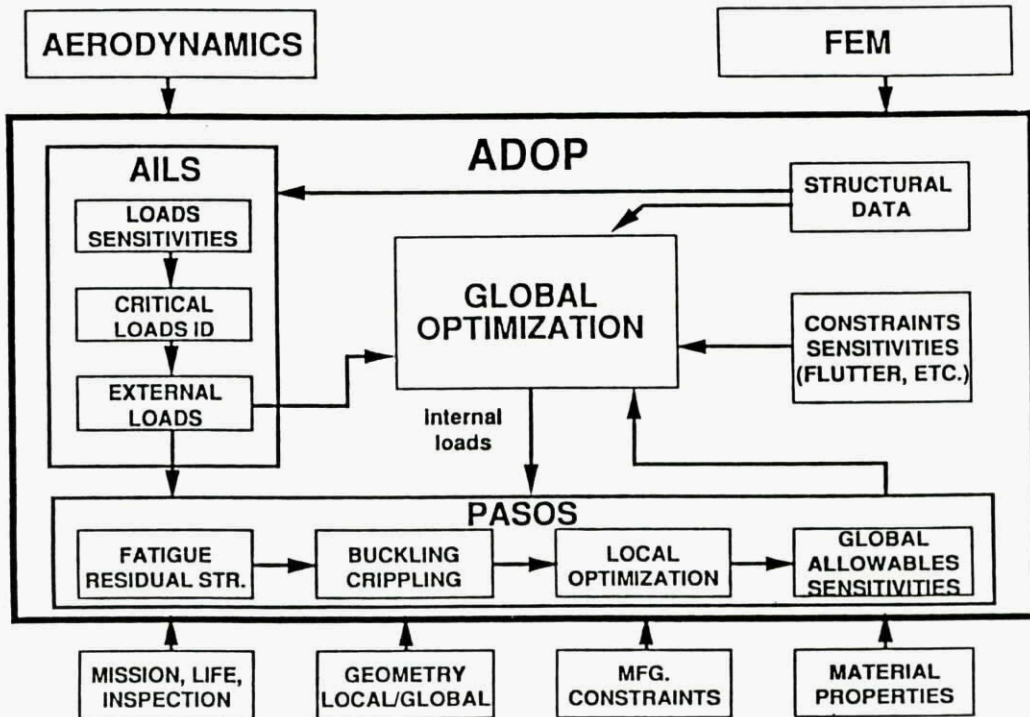 AERODYNAMICS
FEM
ADOP
AILS
LOADS
SENSITIVITIES
CRITICAL
LOADS ID
EXTERNAL
LOADS
STRUCTURAL
DATA
GLOBAL
OPTIMIZATION
CONSTRAINTS
SENSITIVITIES
(FLUTTER, ETC.)
internal
loads
PASOS
FATIGUE
RESIDUAL STR.
BUCKLING
CRIPPLING
LOCAL
OPTIMIZATION
GLOBAL
ALLOWABLES
SENSITIVITIES
MISSION, LIFE,
INSPECTION
GEOMETRY
LOCAL/GLOBAL
MFG.
CONSTRAINTS
MATERIAL
PROPERTIES